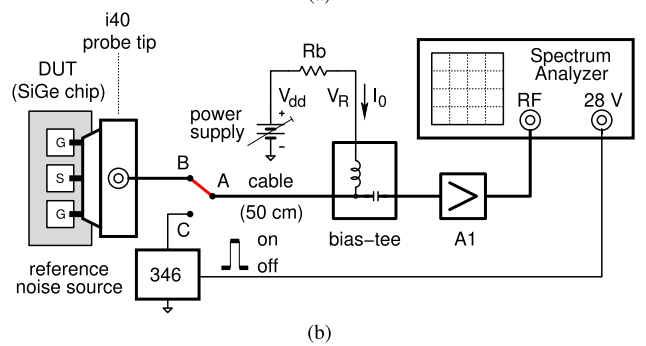 i40
probe tip
DUT
(SiGe chip)
G
S
G
power
supply
+
-
Rb
Vdd
VR
I0
B
A
C
cable
(50 cm)
bias-tee
A1
Spectrum
Analyzer
RF
28 V
on
off
346
reference
noise source
(b)